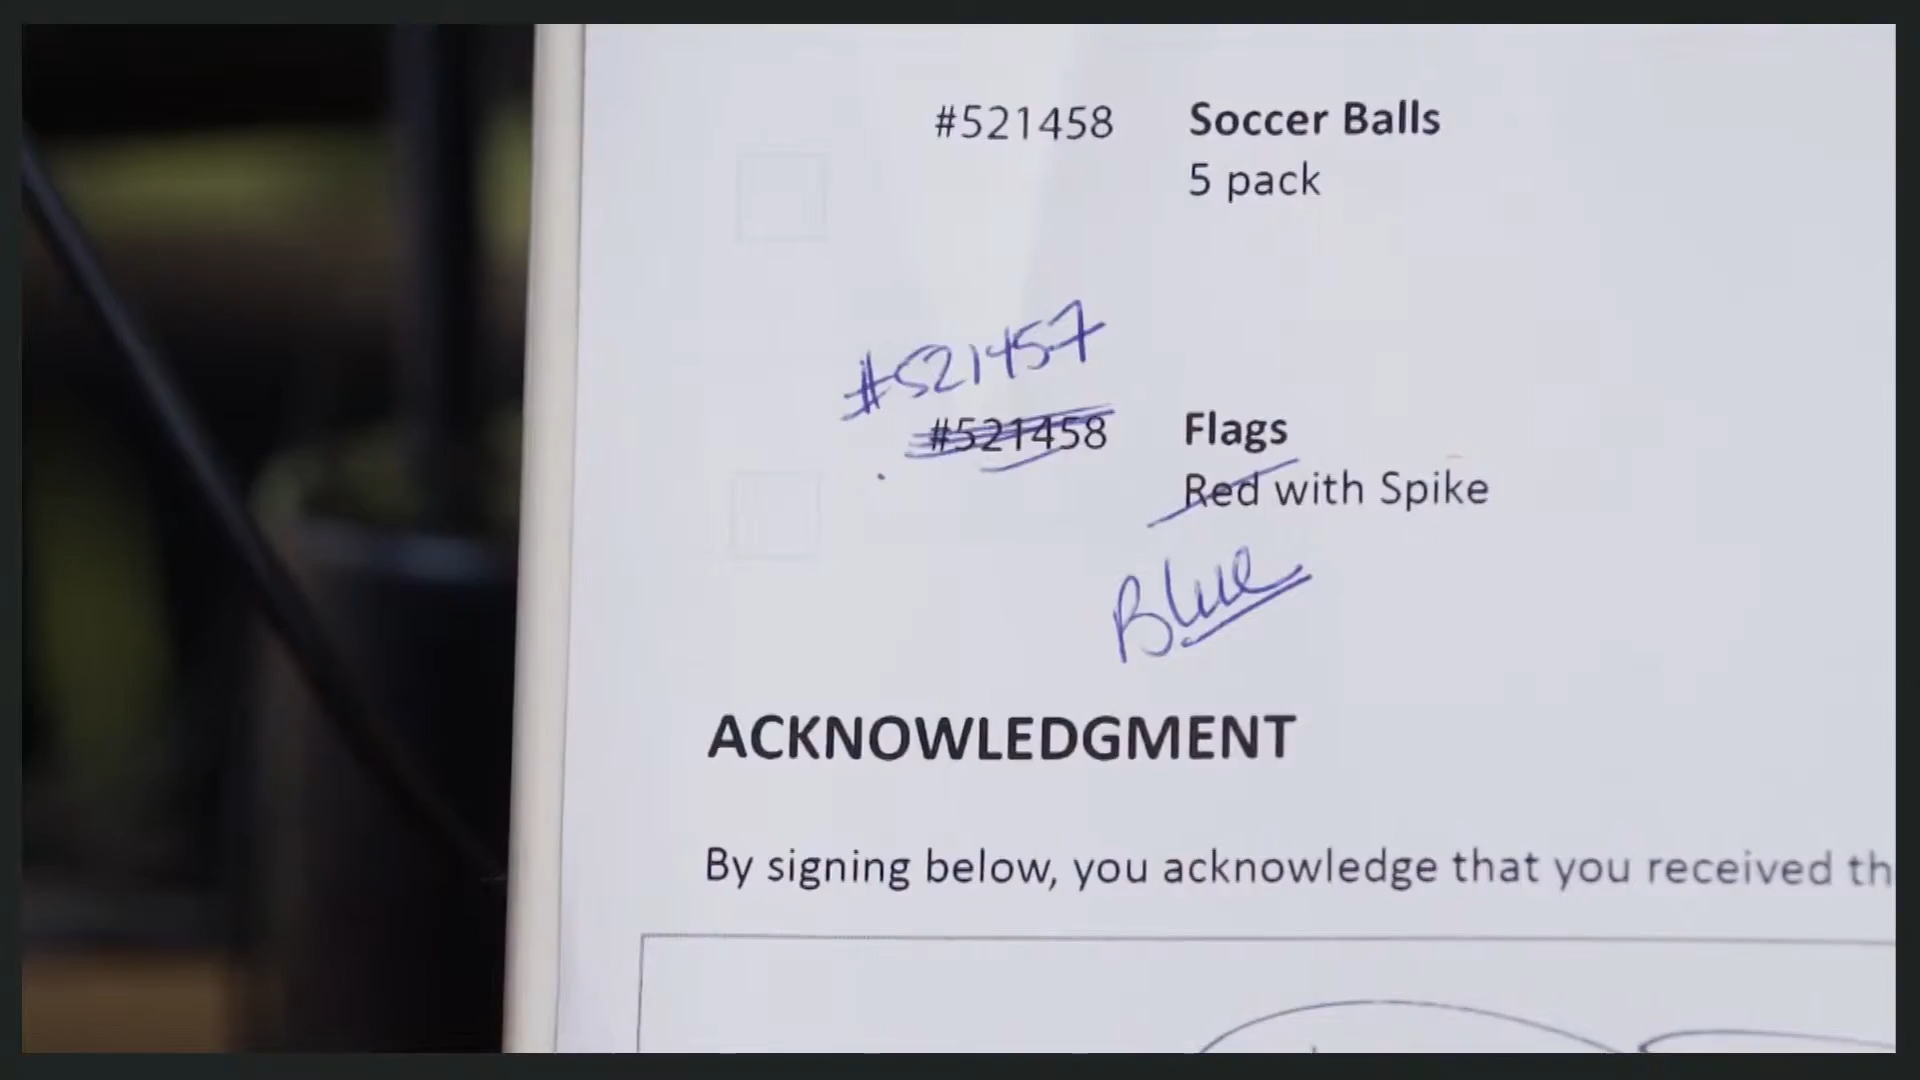 #521458 Soccer Balls
5 pack
#521457
#521458 Flags
Red with Spike
Blue
ACKNOWLEDGMENT
By signing below, you acknowledge that you received th